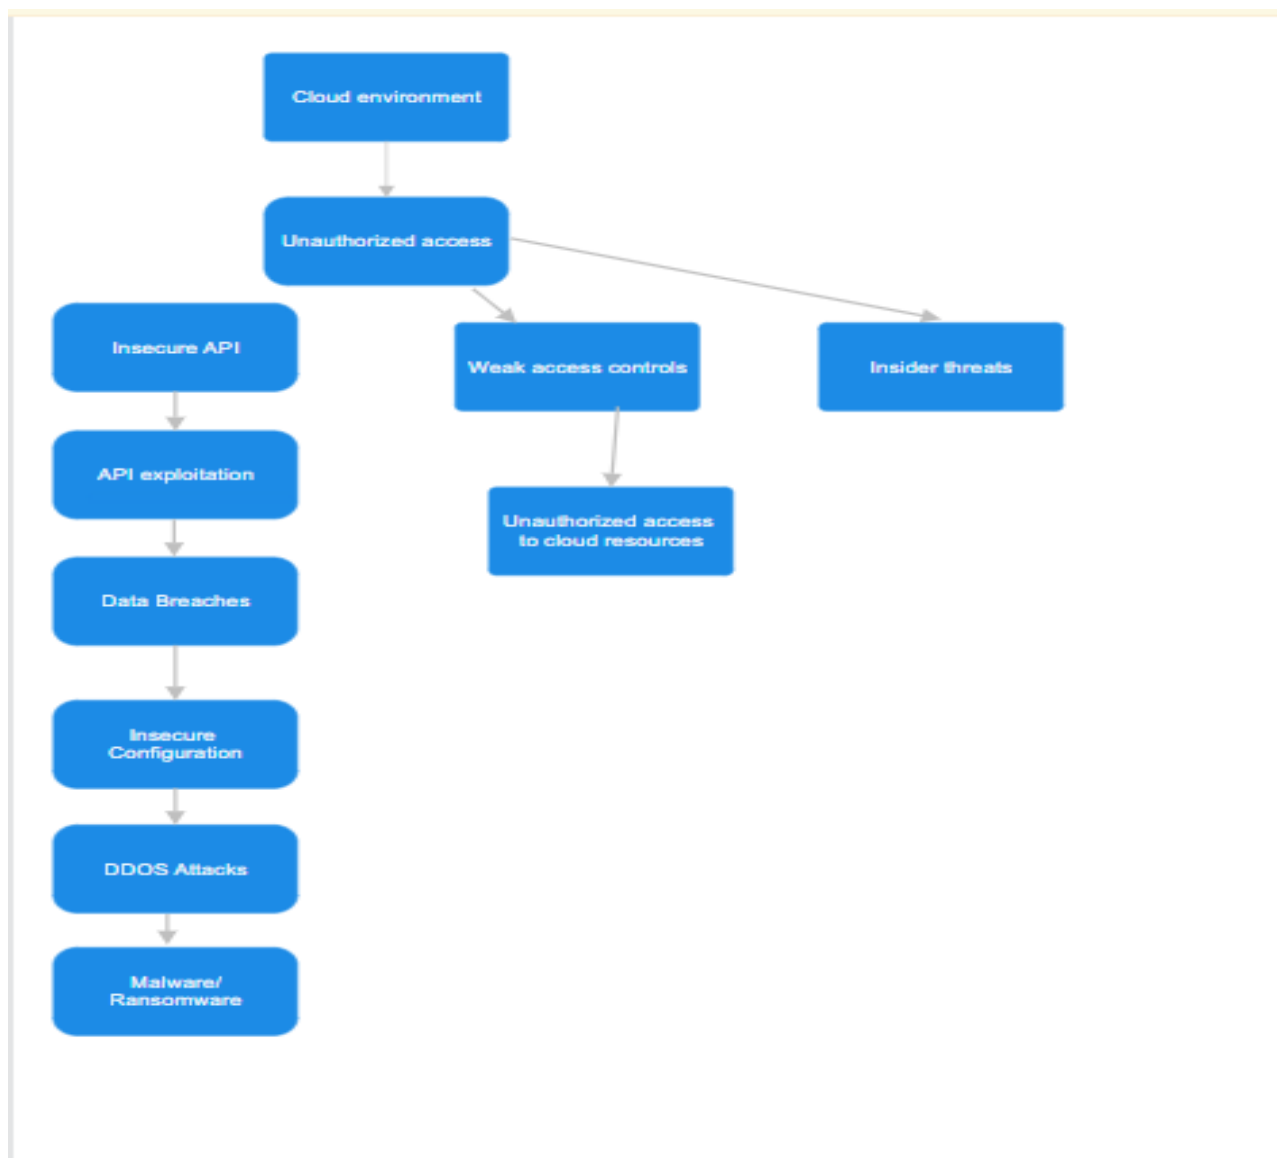 Cloud environment
Unauthorized access
Insecure API
Weak access controls
Insider threats
API exploitation
Unauthorized access
to cloud resources
Data Breaches
Insecure
Configuration
DDOS Attacks
Malware/
Ransomware